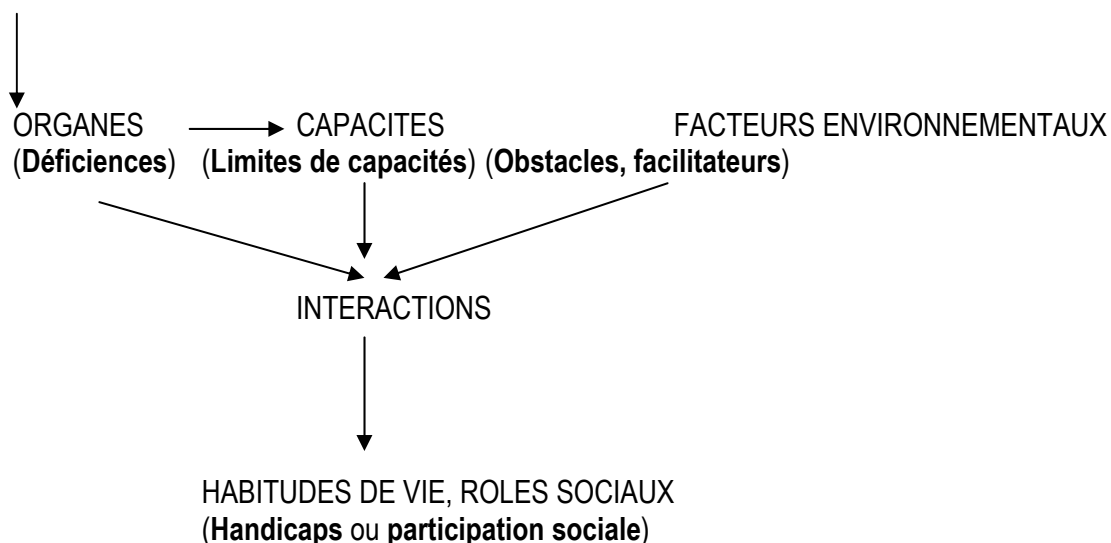 ORGANES CAPACITES FACTEURS ENVIRONNEMENTAUX
(Déficiences) (Limites de capacités) (Obstacles, facilitateurs)
INTERACTIONS
HABITUDES DE VIE, ROLES SOCIAUX
(Handicaps ou participation sociale)